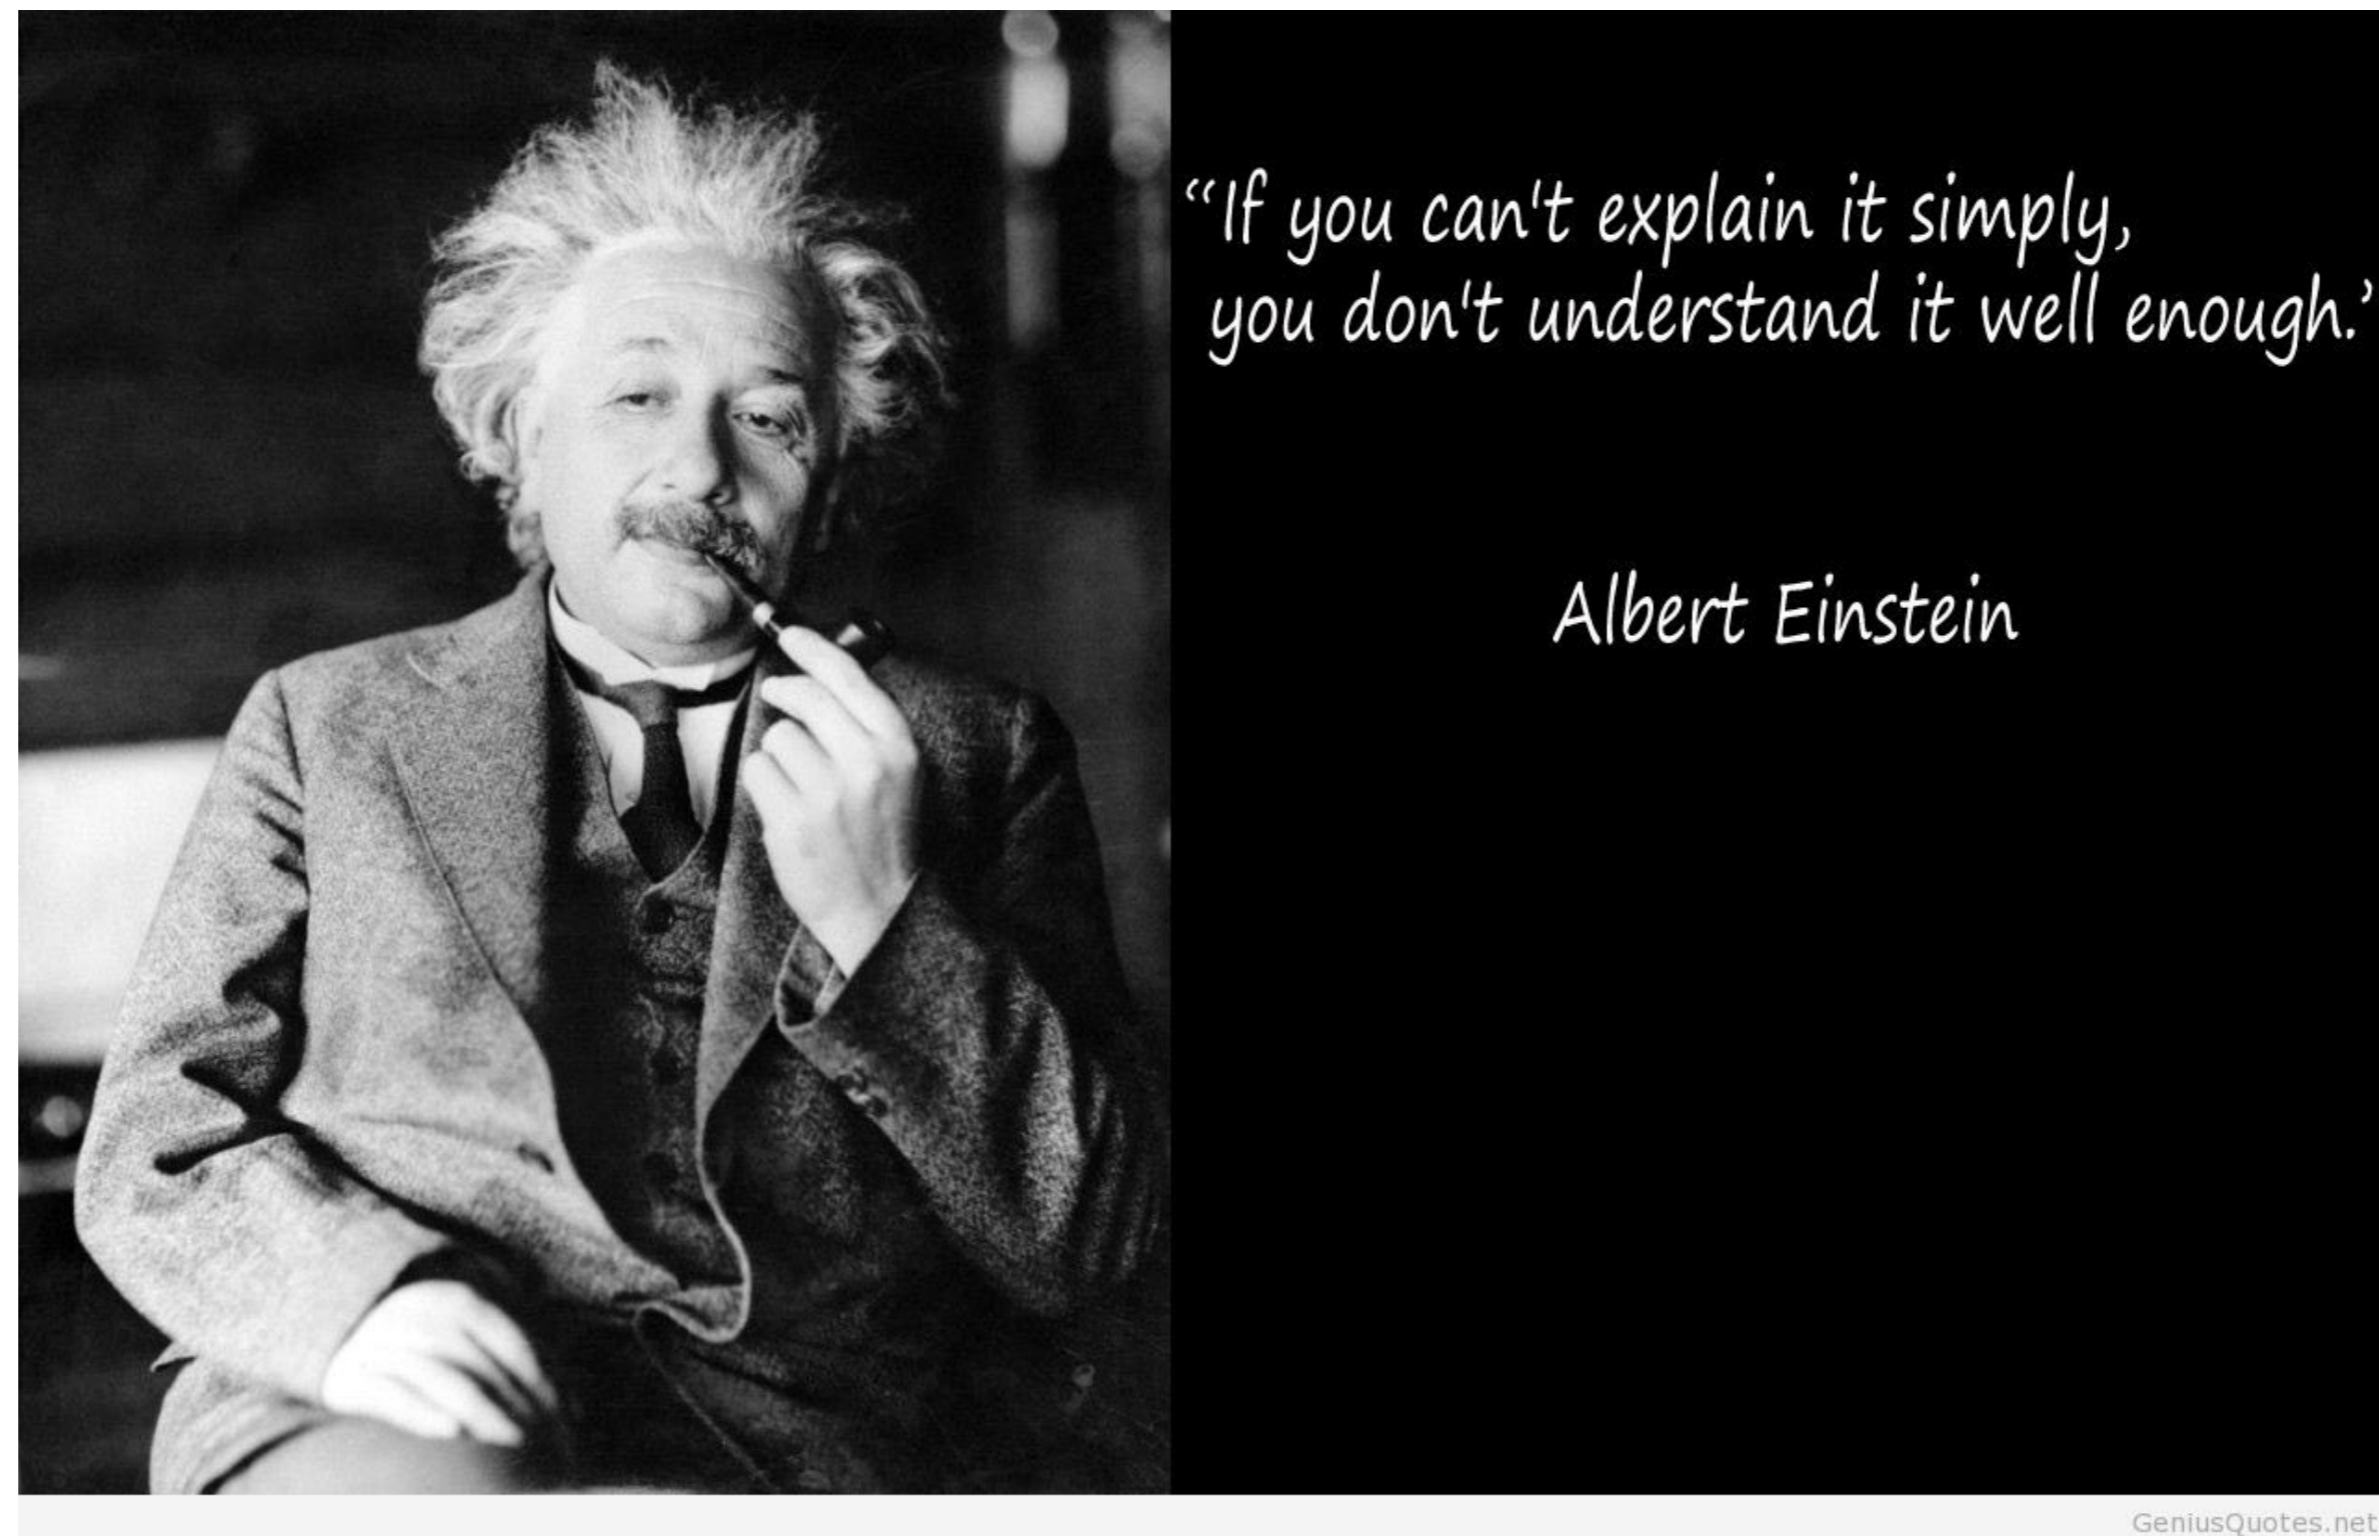 “If you can't explain it simply,
you don't understand it well enough.”
Albert Einstein
GeniusQuotes.net